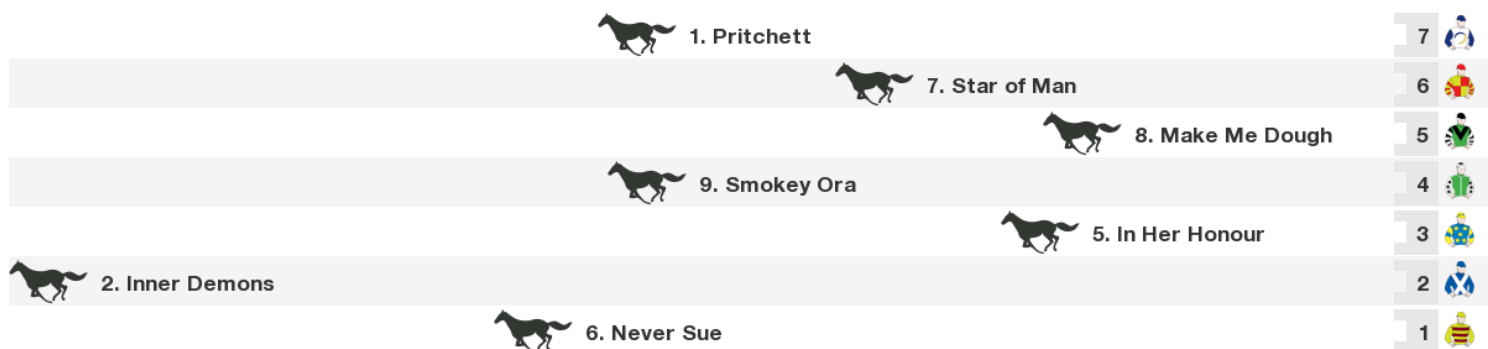 1. Pritchett 7
7. Star of Man 6
8. Make Me Dough 5
9. Smokey Ora 4
5. In Her Honour 3
2. Inner Demons 2
6. Never Sue 1